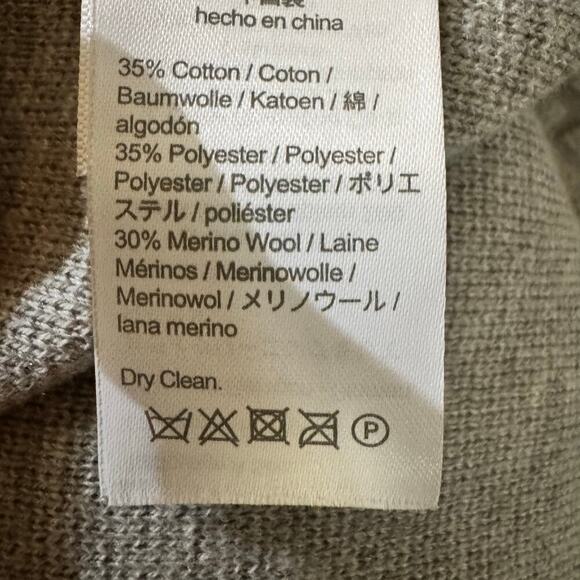 hecho en china
35% Cotton / Coton /
Baumwolle / Katoen / 綿 /
algodón
35% Polyester / Polyester /
Polyester / Polyester / ポリエ
ステル / poliéster
30% Merino Wool / Laine
Mérinos / Merinowolle /
Merinowol / メリノウール /
lana merino
Dry Clean.
P